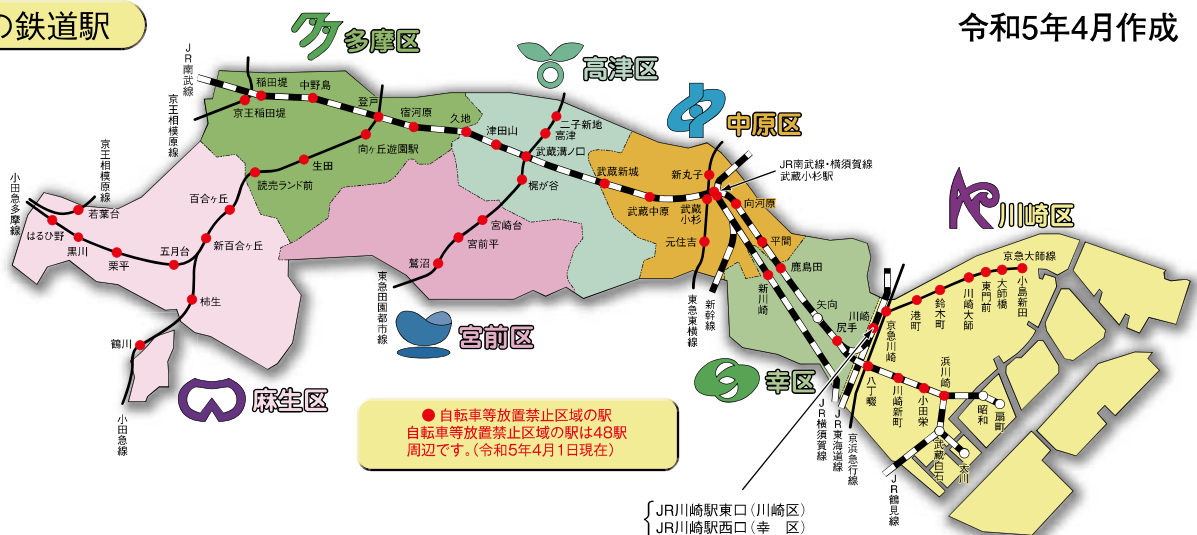 の鉄道駅
令和5年4月作成
多摩区
高津区
中原区
川崎区
宮前区
幸区
麻生区
JR南武線
京王相模原線
京王相模原線
小田急多摩線
稲田堤
中野島
京王稲田堤
登戸
宿河原
久地
向ヶ丘遊園駅
生田
読売ランド前
百合ヶ丘
新百合ヶ丘
五月台
栗平
黒川
はるひ野
若葉台
柿生
鶴川
小田急線
津田山
二子新地
高津
武蔵溝ノ口
梶が谷
宮崎台
宮前平
鷺沼
東急田園都市線
武蔵新城
武蔵中原
新丸子
武蔵
小杉
元住吉
JR南武線・横須賀線
武蔵小杉駅
向河原
平間
鹿島田
新川崎
東急東横線
新幹線
矢向
川崎
尻手
京急川崎
港町
鈴木町
川崎大師
東門前
大師橋
小島新田
京急大師線
八丁畷
川崎新町
小田栄
浜川崎
昭和
扇町
武蔵白石
大川
JR横須賀線
JR東海道線
京浜急行線
JR鶴見線
●自転車等放置禁止区域の駅
自転車等放置禁止区域の駅は48駅
周辺です。(令和5年4月1日現在)
JR川崎駅東口(川崎区)
JR川崎駅西口(幸 区)